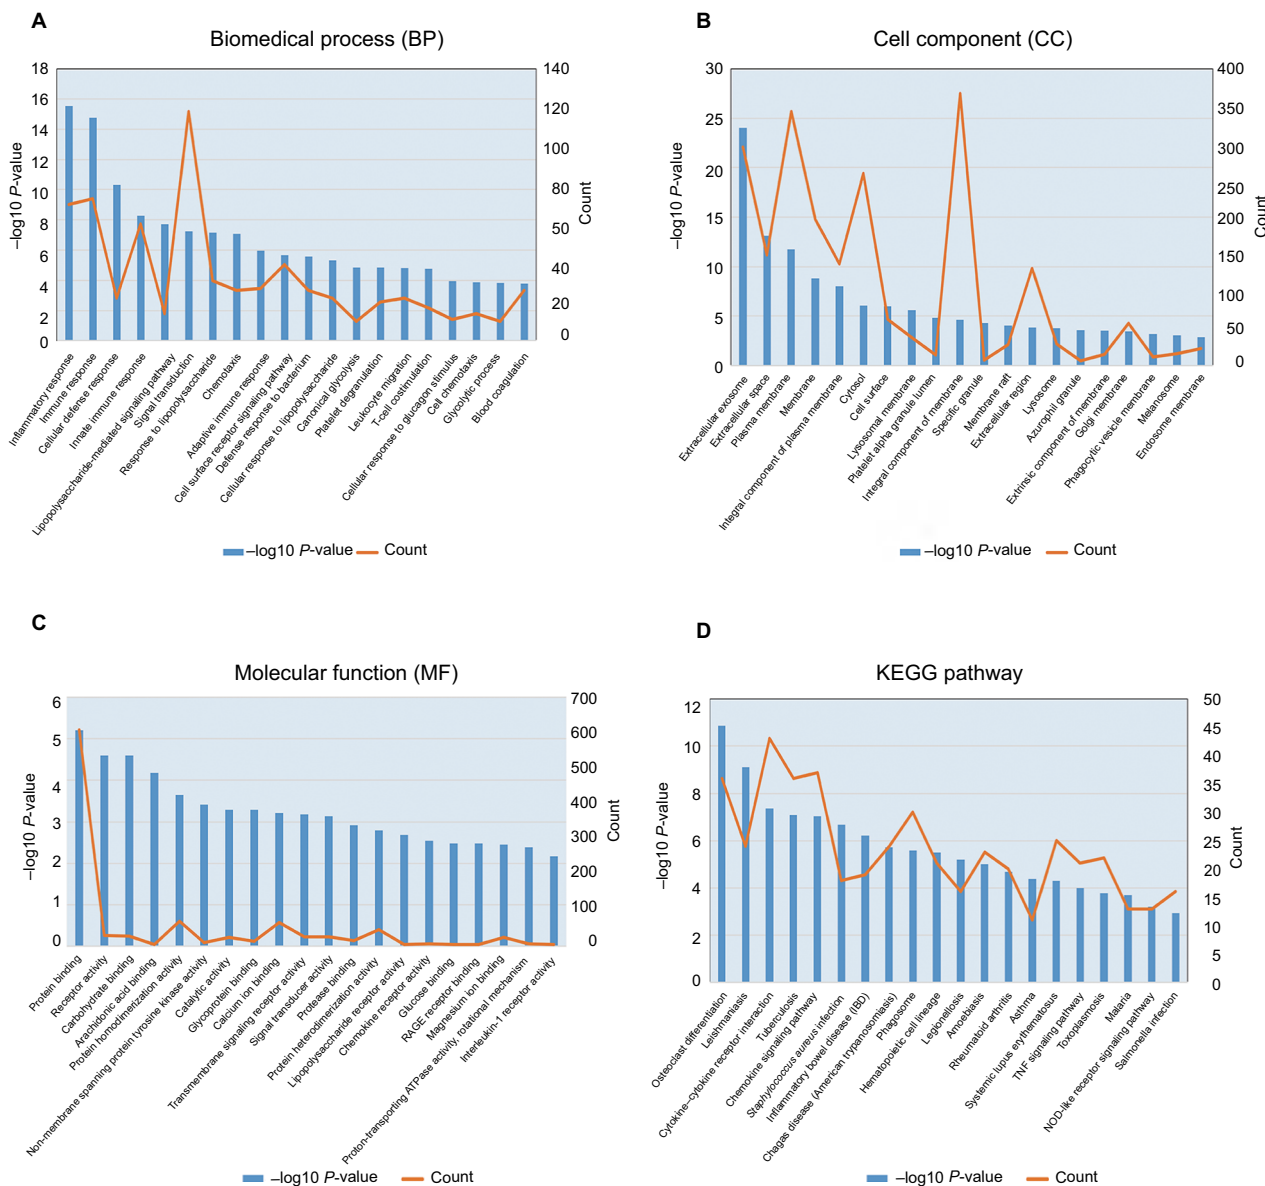 A
Biomedical process (BP)
18
16
14
12
10
8
6
4
2
0
–log10 P-value
140
120
100
80
60
50
40
20
0
Count
Inflammatory response
Immune response
Cellular defense response
Innate immune response
Lipopolysaccharide-mediated signaling pathway
Signal transduction
Response to lipopolysaccharide
Chemotaxis
Adaptive immune response
Cell surface receptor signaling pathway
Defense response to bacterium
Cellular response to lipopolysaccharide
Canonical glycolysis
Platelet degranulation
Leukocyte migration
T-cell costimulation
Cellular response to glucagon stimulus
Cell chemotaxis
Glycolytic process
Blood coagulation
–log10 P-value
Count
B
Cell component (CC)
30
25
20
15
10
5
0
–log10 P-value
400
350
300
250
200
150
100
50
0
Count
Extracellular exosome
Extracellular space
Plasma membrane
Membrane
Integral component of plasma membrane
Cytosol
Cell surface
Lysosomal membrane
Platelet alpha granule lumen
Integral component of membrane
Specific granule
Membrane raft
Extracellular region
Lysosome
Azurophil granule
Extrinsic component of membrane
Golgi membrane
Phagocytic vesicle membrane
Melanosome
Endosome membrane
–log10 P-value
Count
C
Molecular function (MF)
6
5
4
3
2
1
0
–log10 P-value
700
600
500
400
300
200
100
0
Count
Protein binding
Receptor activity
Carbohydrate binding
Arachidonic acid binding
Protein homodimerization activity
Non-membrane spanning protein tyrosine kinase activity
Catalytic activity
Glycoprotein binding
Calcium ion binding
Transmembrane signaling receptor activity
Signal transducer activity
Protease binding
Protein heterodimerization activity
Lipopolysaccharide receptor activity
Chemokine receptor activity
Glucose binding
RAGE receptor binding
Magnesium ion binding
Proton-transporting ATPase activity, rotational mechanism
Interleukin-1 receptor activity
–log10 P-value
Count
D
KEGG pathway
12
10
8
6
4
2
0
–log10 P-value
50
45
40
35
30
25
20
15
10
5
0
Count
Osteoclast differentiation
Leishmaniasis
Cytokine–cytokine receptor interaction
Tuberculosis
Chemokine signaling pathway
Staphylococcus aureus infection
Inflammatory bowel disease (IBD)
Chagas disease (American trypanosomiasis)
Phagosome
Hematopoietic cell lineage
Legionellosis
Amoebiasis
Rheumatoid arthritis
Asthma
Systemic lupus erythematosus
TNF signaling pathway
Toxoplasmosis
Malaria
NOD-like receptor signaling pathway
Salmonella infection
–log10 P-value
Count